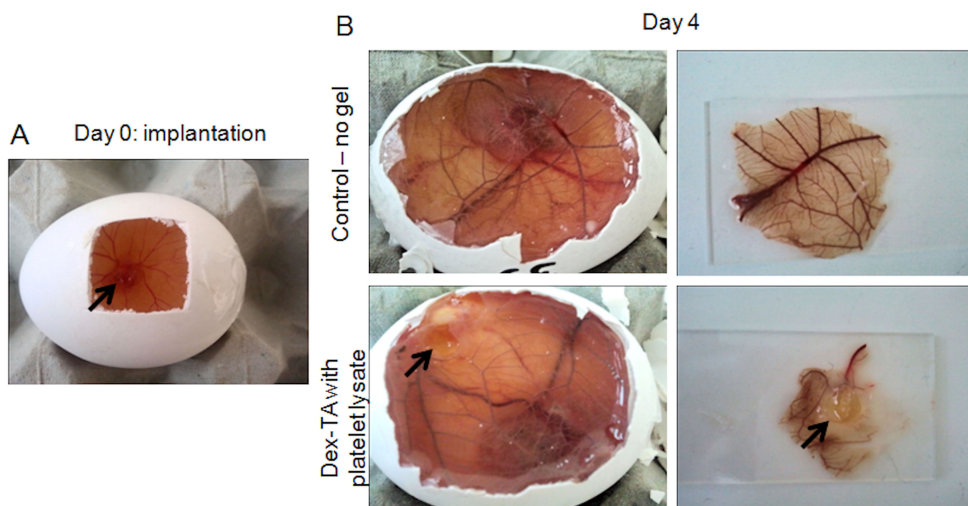 B
Day 4
A
Day 0: implantation
Control – no gel
Dex-TA with
platelet lysate